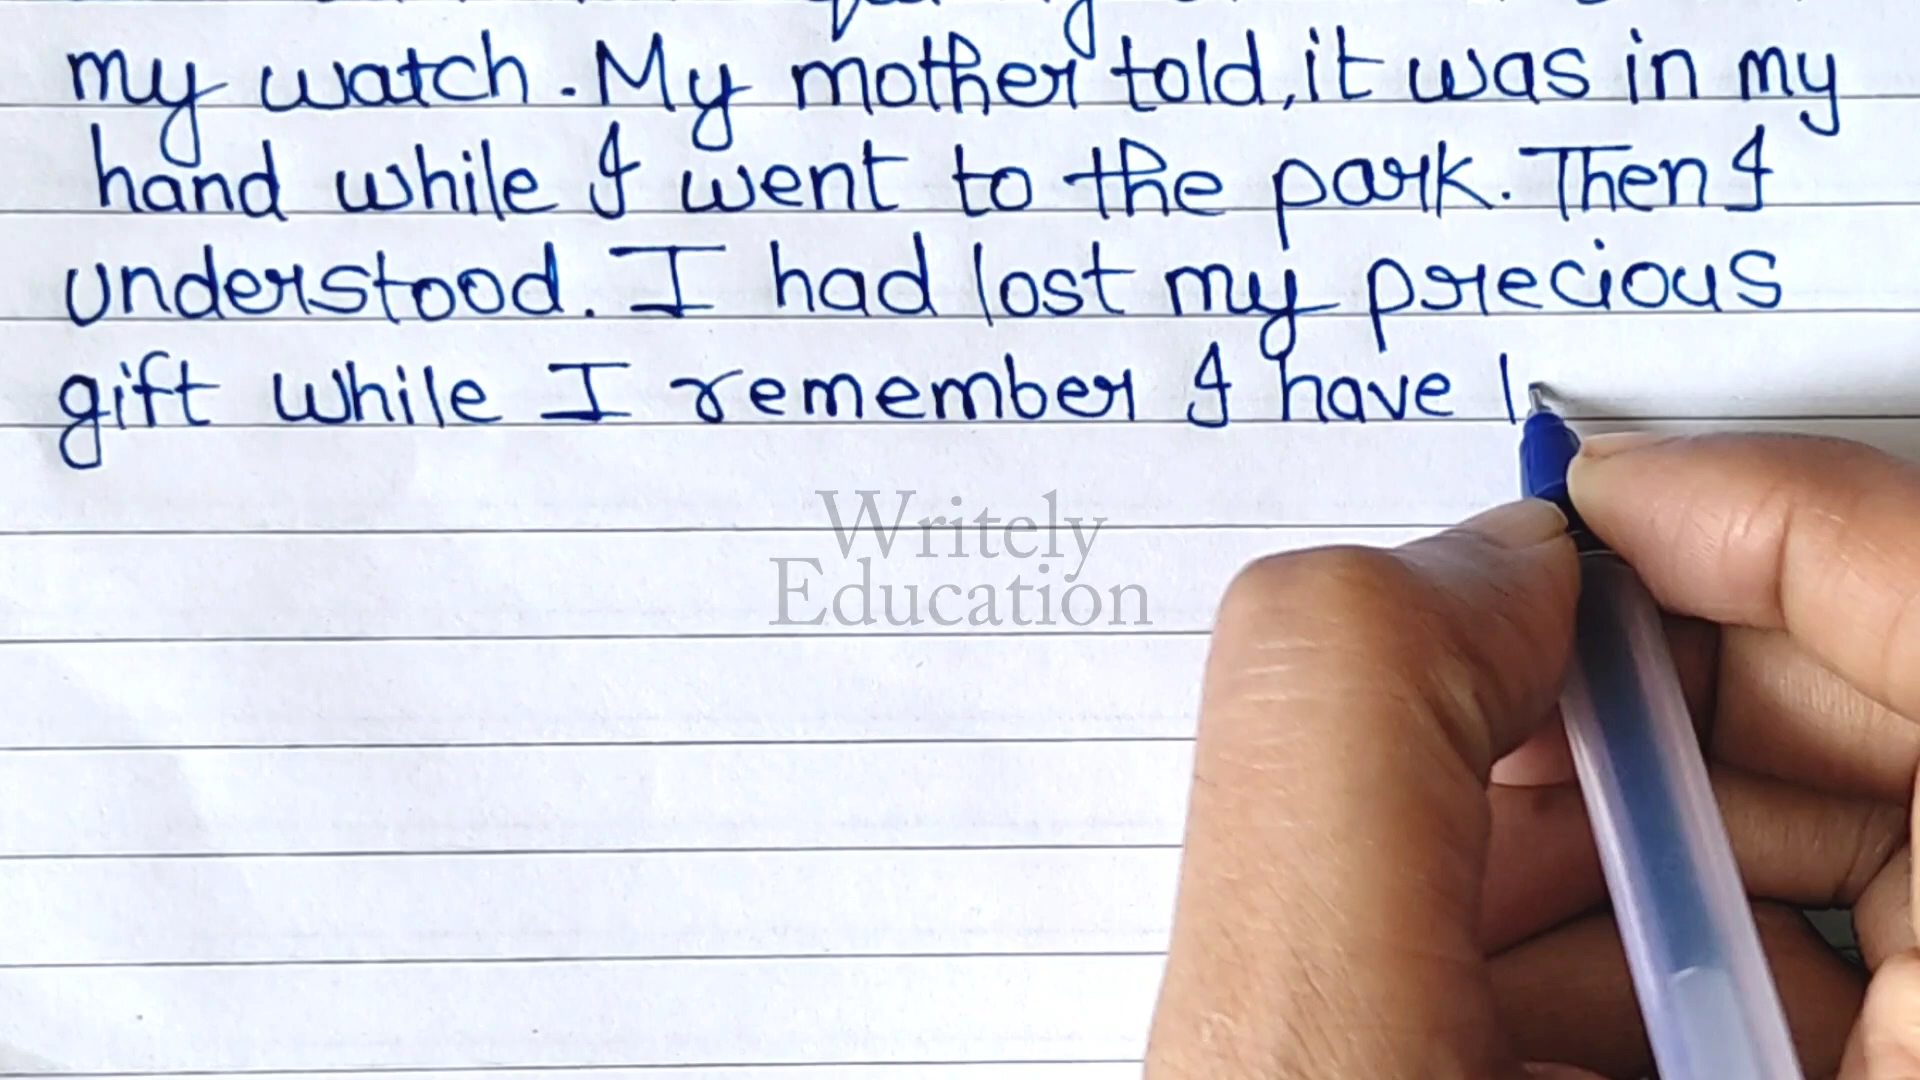 my watch. My mother told, it was in my
hand while I went to the park. Then I
understood. I had lost my precious
gift while I remember I have l
Writely
Education